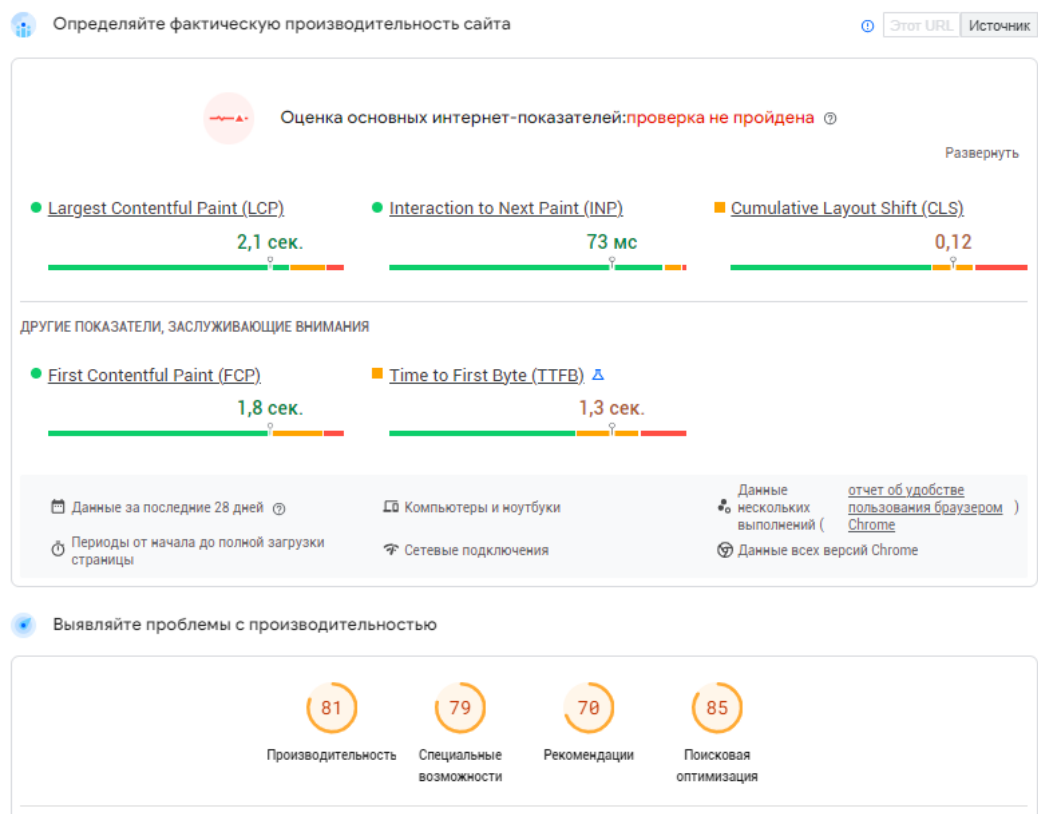 Определяйте фактическую производительность сайта
Этот URL Источник
Оценка основных интернет-показателей:проверка не пройдена
Развернуть
Largest Contentful Paint (LCP)
2,1 сек.
Interaction to Next Paint (INP)
73 мс
Cumulative Layout Shift (CLS)
0,12
ДРУГИЕ ПОКАЗАТЕЛИ, ЗАСЛУЖИВАЮЩИЕ ВНИМАНИЯ
First Contentful Paint (FCP)
1,8 сек.
Time to First Byte (TTFB)
1,3 сек.
Данные за последние 28 дней
Компьютеры и ноутбуки
Данные
нескольких
выполнений (
отчет об удобстве
пользования браузером )
Chrome
Периоды от начала до полной загрузки
страницы
Сетевые подключения
Данные всех версий Chrome
Выявляйте проблемы с производительностью
81
Производительность
79
Специальные
возможности
70
Рекомендации
85
Поисковая
оптимизация